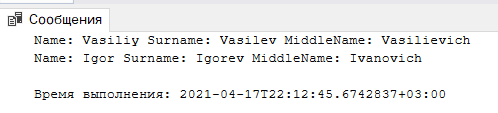 Сообщения
Name: Vasiliy Surname: Vasilev MiddleName: Vasilievich
Name: Igor Surname: Igorev MiddleName: Ivanovich
Время выполнения: 2021-04-17T22:12:45.6742837+03:00